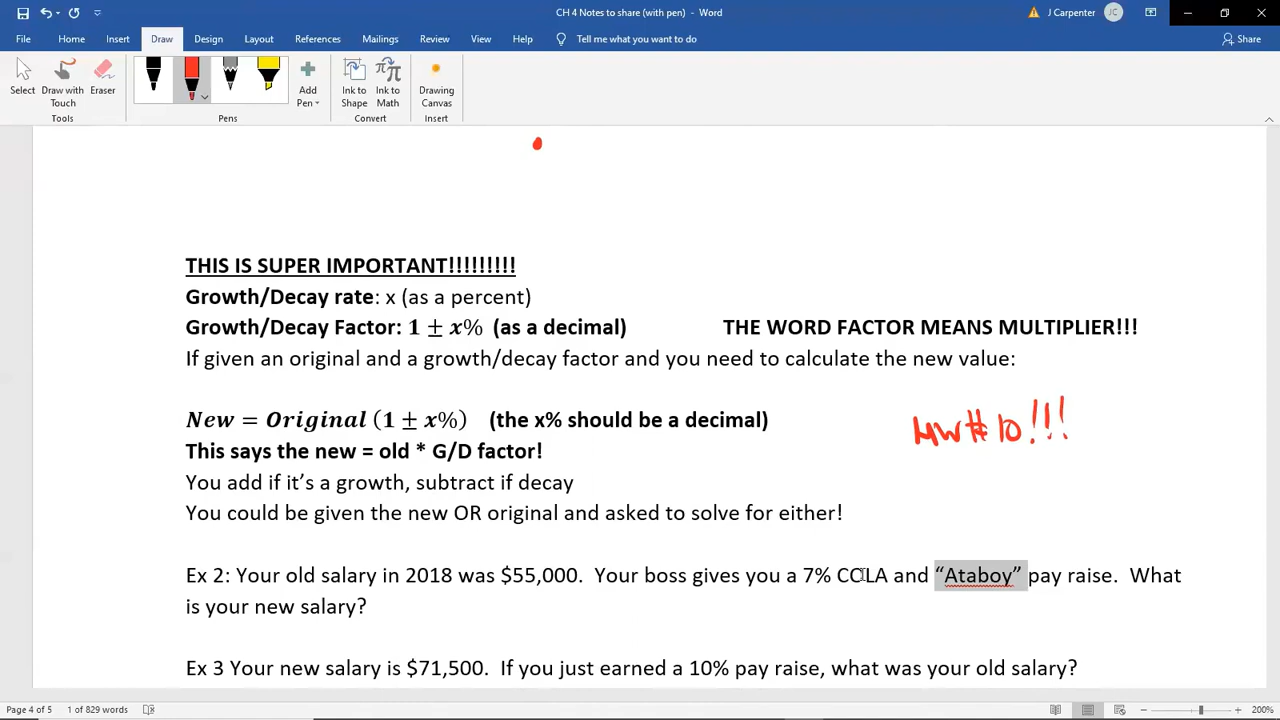 CH 4 Notes to share (with pen) - Word
J Carpenter
JC
File Home Insert Draw Design Layout References Mailings Review View Help Tell me what you want to do
Share
Select
Draw with Touch
Eraser
Add Pen
Ink to Shape
Ink to Math
Drawing Canvas
Tools
Pens
Convert
Insert
THIS IS SUPER IMPORTANT!!!!!!!!!
Growth/Decay rate: x (as a percent)
Growth/Decay Factor: 1 ± x% (as a decimal) THE WORD FACTOR MEANS MULTIPLIER!!!
If given an original and a growth/decay factor and you need to calculate the new value:
New = Original (1 ± x%) (the x% should be a decimal)
HW#10!!!
This says the new = old * G/D factor!
You add if it's a growth, subtract if decay
You could be given the new OR original and asked to solve for either!
Ex 2: Your old salary in 2018 was $55,000. Your boss gives you a 7% COLA and “Ataboy” pay raise. What
is your new salary?
Ex 3 Your new salary is $71,500. If you just earned a 10% pay raise, what was your old salary?
Page 4 of 5 1 of 829 words
200%